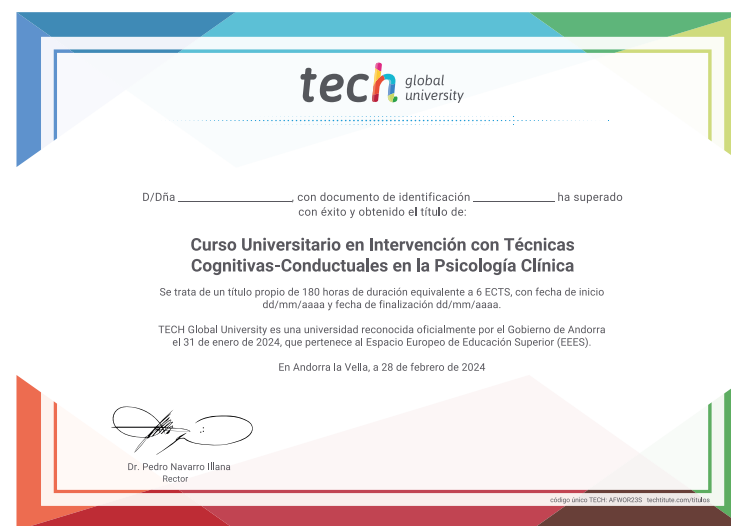 tech global
university
D/Dña ____________, con documento de identificación __________ ha superado
con éxito y obtenido el título de:
Curso Universitario en Intervención con Técnicas
Cognitivas-Conductuales en la Psicología Clínica
Se trata de un título propio de 180 horas de duración equivalente a 6 ECTS, con fecha de inicio
dd/mm/aaaa y fecha de finalización dd/mm/aaaa.
TECH Global University es una universidad reconocida oficialmente por el Gobierno de Andorra
el 31 de enero de 2024, que pertenece al Espacio Europeo de Educación Superior (EEES).
En Andorra la Vella, a 28 de febrero de 2024
Dr. Pedro Navarro Illana
Rector
código único TECH: AFWOR23S techtitute.com/titulos